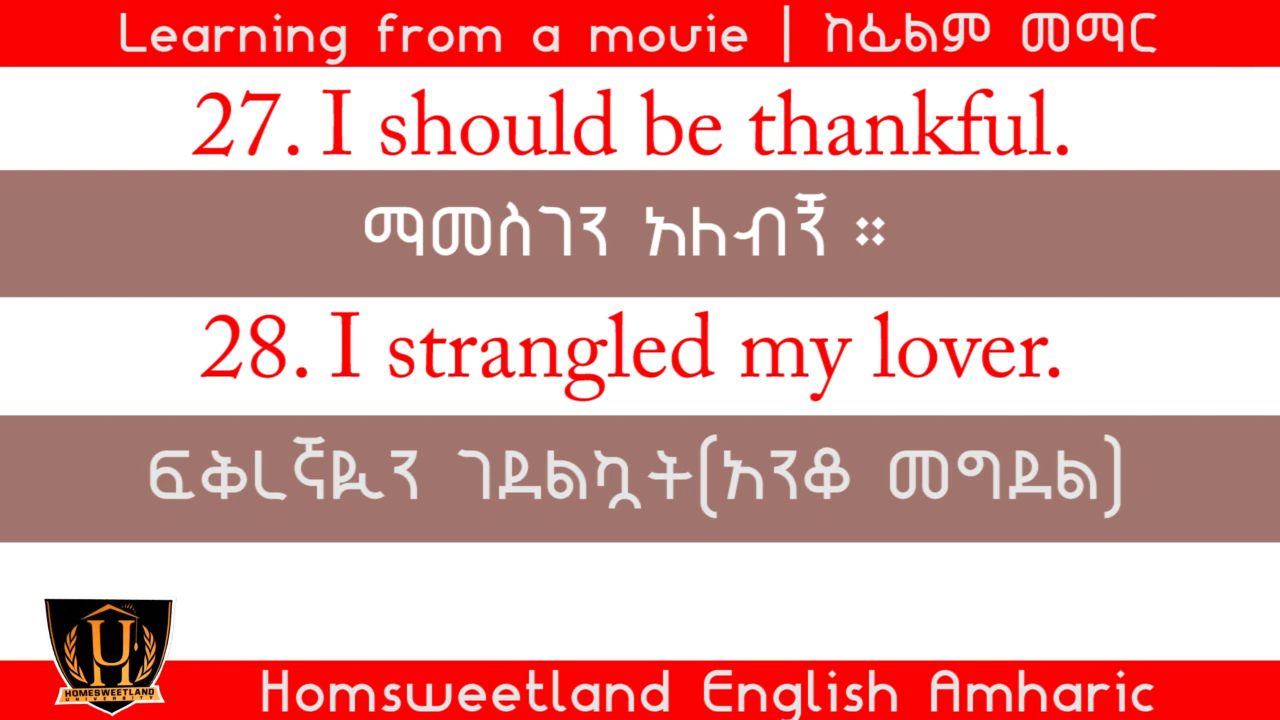 Learning from a movie | ከፊልም መማር
27. I should be thankful.
ማመስገን አለብኝ ።
28. I strangled my lover.
ፍቅረኛዬን ገደልኳት(አንቆ መግደል)
U
HOMESWEETLAND
UNIVERSITY
Homsweetland English Amharic